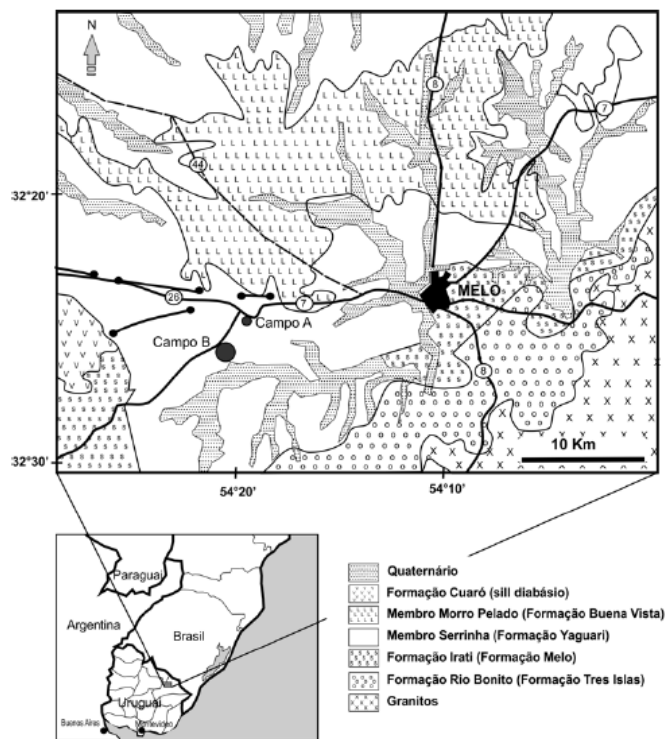 N
8
7
44
32°20'
MELO
28
7
Campo A
Campo B
8
10 Km
32°30'
54°20'
54°10'
Paraguai
Argentina
Brasil
Uruguai
Buenos Aires
Montevideo
Quaternário
Formação Cuaró (sill diabásio)
Membro Morro Pelado (Formação Buena Vista)
Membro Serrinha (Formação Yaguari)
Formação Irati (Formação Melo)
Formação Rio Bonito (Formação Tres Islas)
Granitos